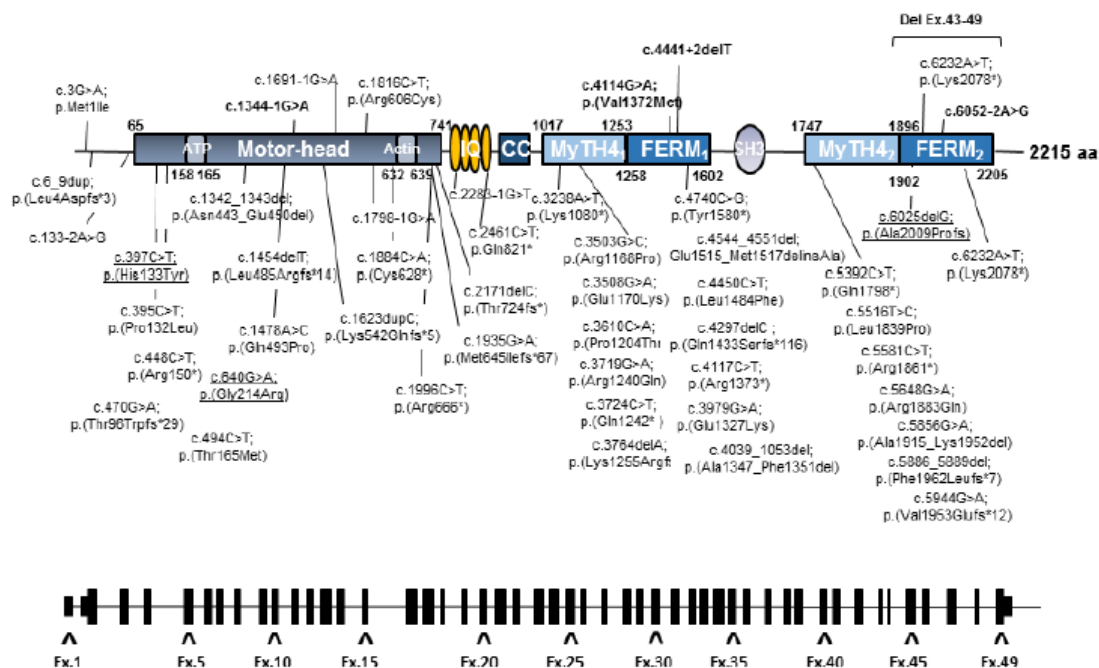 Del Ex.43-49
c.4441+2delT
c.6232A>T;
p.(Lys2078*)
c.3G>A;
p.Met1Ile
c.1691-1G>A
c.1816C>T;
p.(Arg606Cys)
c.4114G>A;
p.(Val1372Met)
c.1344-1G>A
c.6052-2A>G
65
741
1017
1253
1747
1896
ATP
Motor-head
Actin
IQ
CC
MyTH4₁
FERM₁
SH3
MyTH4₂
FERM₂
2215 aa
158
165
632
639
1258
1602
1902
2205
c.6_9dup;
p.(Leu4Aspfs*3)
c.133-2A>G
c.397C>T;
p.(His133Tyr)
c.395C>T;
p.(Pro132Leu)
c.448C>T;
p.(Arg150*)
c.470G>A;
p.(Thr96Trpfs*29)
c.494C>T;
p.(Thr165Met)
c.1342_1343del;
p.(Asn443_Glu450del)
c.1454delT;
p.(Leu485Argfs*14)
c.1478A>C
p.(Gln493Pro)
c.640G>A;
p.(Gly214Arg)
c.1798-1G>A
c.1884C>A;
p.(Cys628*)
c.1623dupC;
p.(Lys542Glnfs*5)
c.1996C>T;
p.(Arg666*)
c.2283-1G>T
c.2461C>T;
p.Gln821*
c.2171delC;
p.(Thr724fs*)
c.1935G>A;
p.(Met645Ilefs*67)
c.3238A>T;
p.(Lys1080*)
c.3503G>C;
p.(Arg1168Pro)
c.3508G>A;
p.(Glu1170Lys)
c.3610C>A;
p.(Pro1204Thr
c.3719G>A;
p.(Arg1240Gln)
c.3724C>T;
p.(Gln1242*)
c.3764delA;
p.(Lys1255Argf
c.4740C>G;
p.(Tyr1580*)
c.4544_4551del;
Glu1515_Met1517delinsAla)
c.4450C>T;
p.(Leu1484Phe)
c.4297delC;
p.(Gln1433Serfs*116)
c.4117C>T;
p.(Arg1373*)
c.3979G>A;
p.(Glu1327Lys)
c.4039_1053del;
p.(Ala1347_Phe1351del)
c.6025delG;
p.(Ala2009Profs)
c.6232A>T;
p.(Lys2078*)
c.5392C>T;
p.(Gln1798*)
c.5516T>C;
p.(Leu1839Pro)
c.5581C>T;
p.(Arg1861*)
c.5648G>A;
p.(Arg1883Gln)
c.5856G>A;
p.(Ala1915_Lys1952del)
c.5886_5889del;
p.(Phe1962Leufs*7)
c.5944G>A;
p.(Val1953Glufs*12)
Ex.1
Ex.5
Ex.10
Ex.15
Ex.20
Ex.25
Ex.30
Ex.35
Ex.40
Ex.45
Ex.49